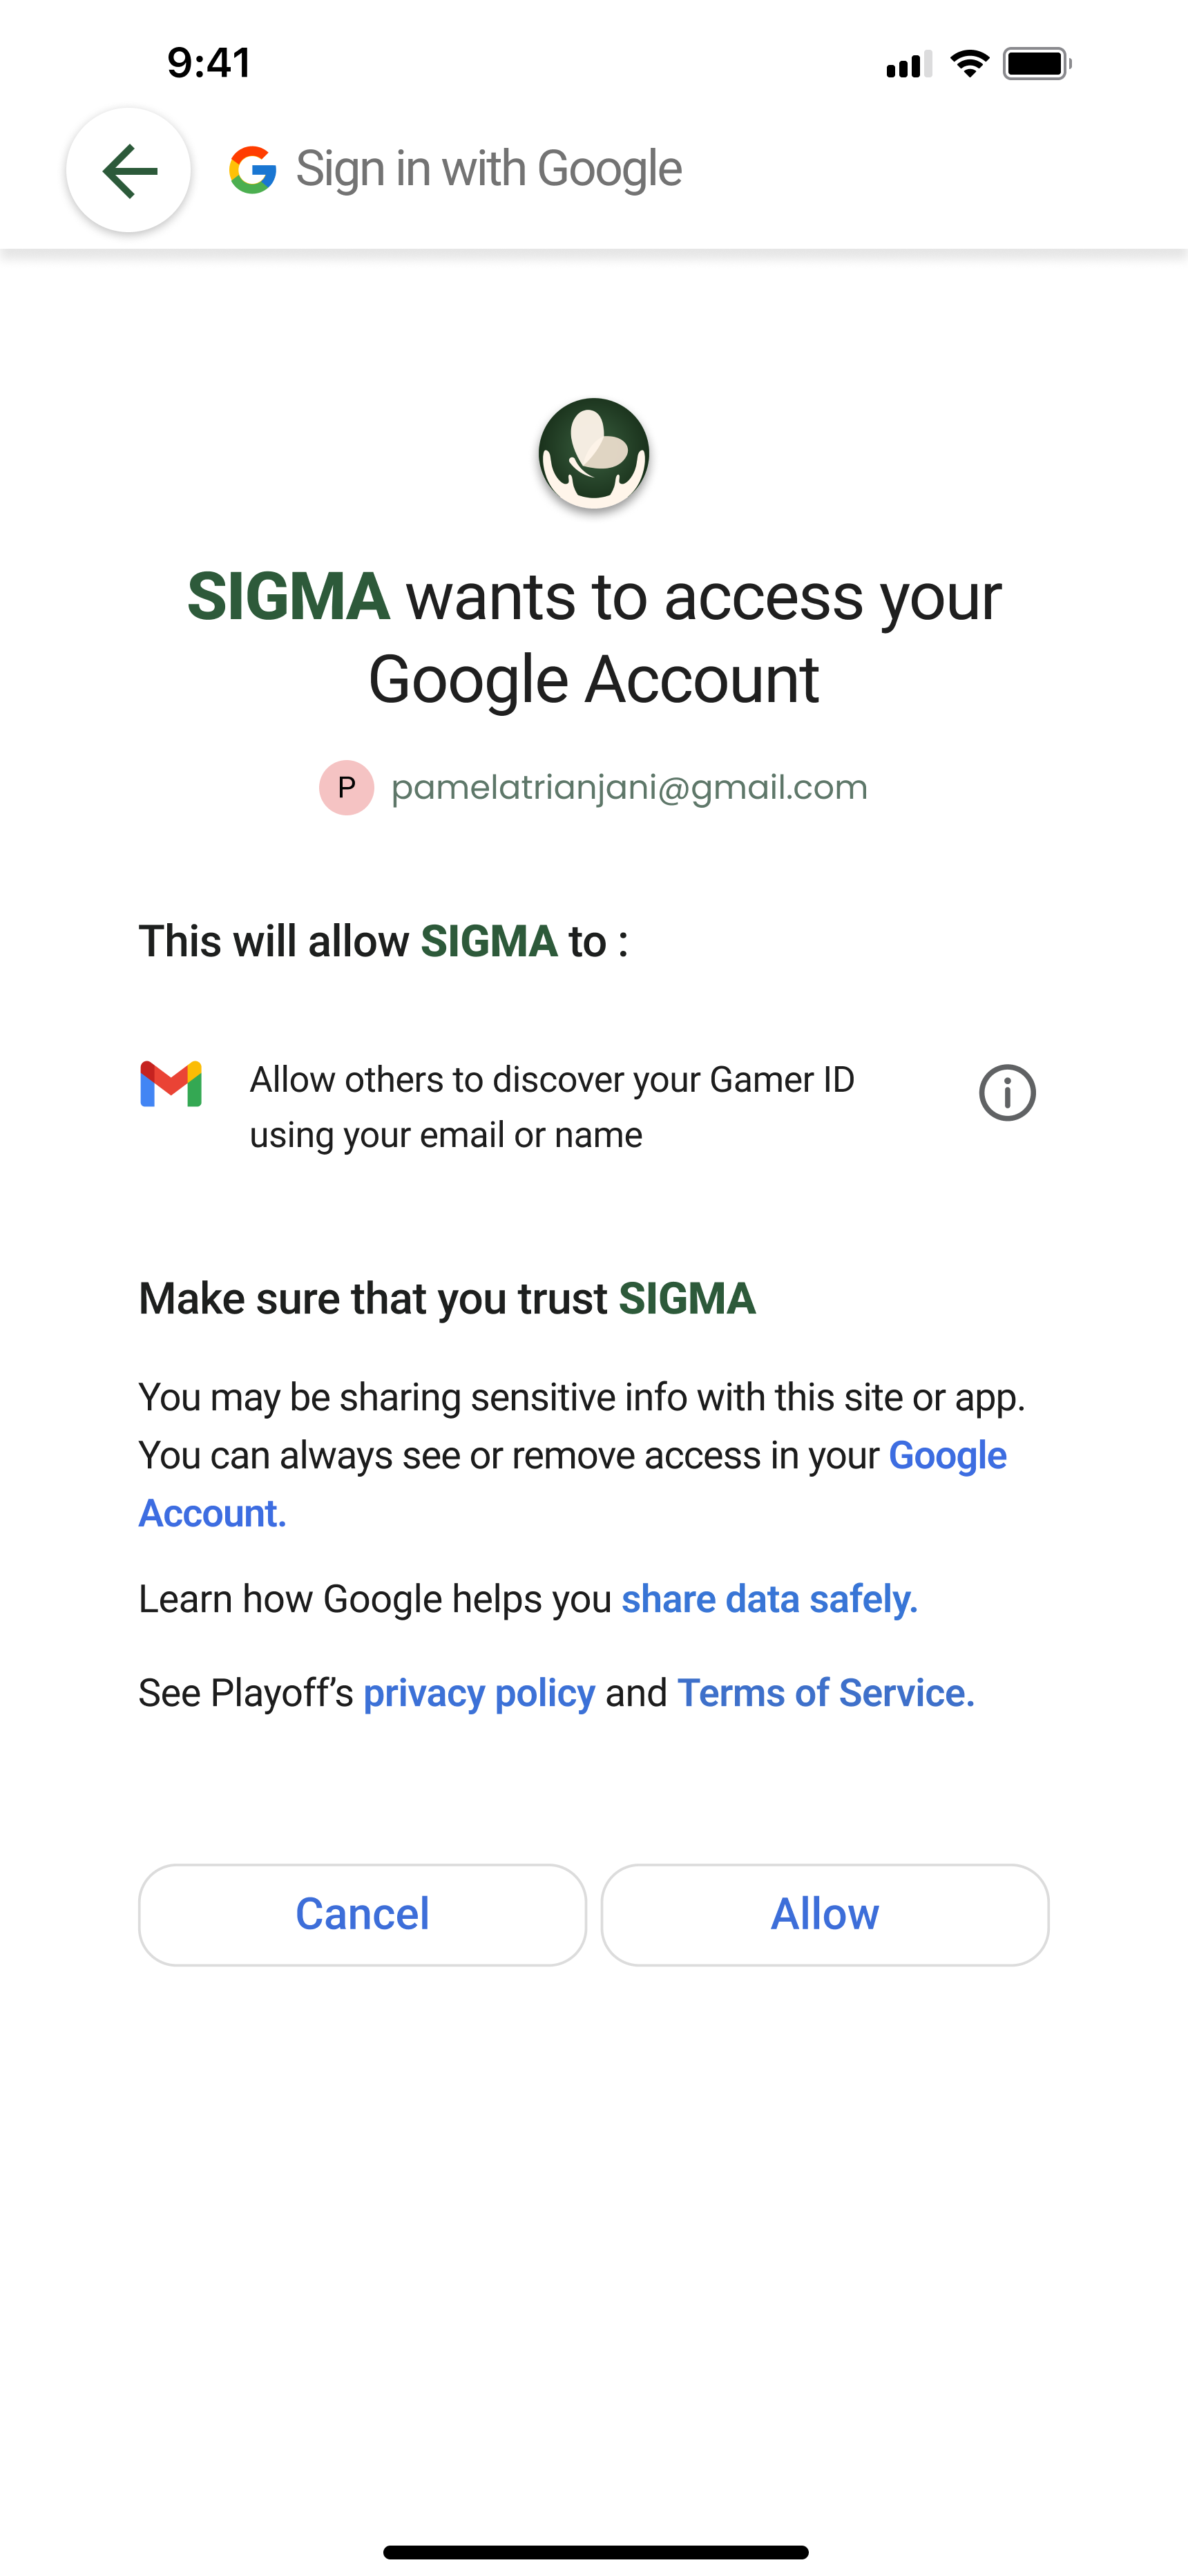 9:41
Sign in with Google
SIGMA wants to access your
Google Account
P pamelatrianjani@gmail.com
This will allow SIGMA to :
Allow others to discover your Gamer ID
using your email or name
Make sure that you trust SIGMA
You may be sharing sensitive info with this site or app.
You can always see or remove access in your Google
Account.
Learn how Google helps you share data safely.
See Playoff’s privacy policy and Terms of Service.
Cancel
Allow